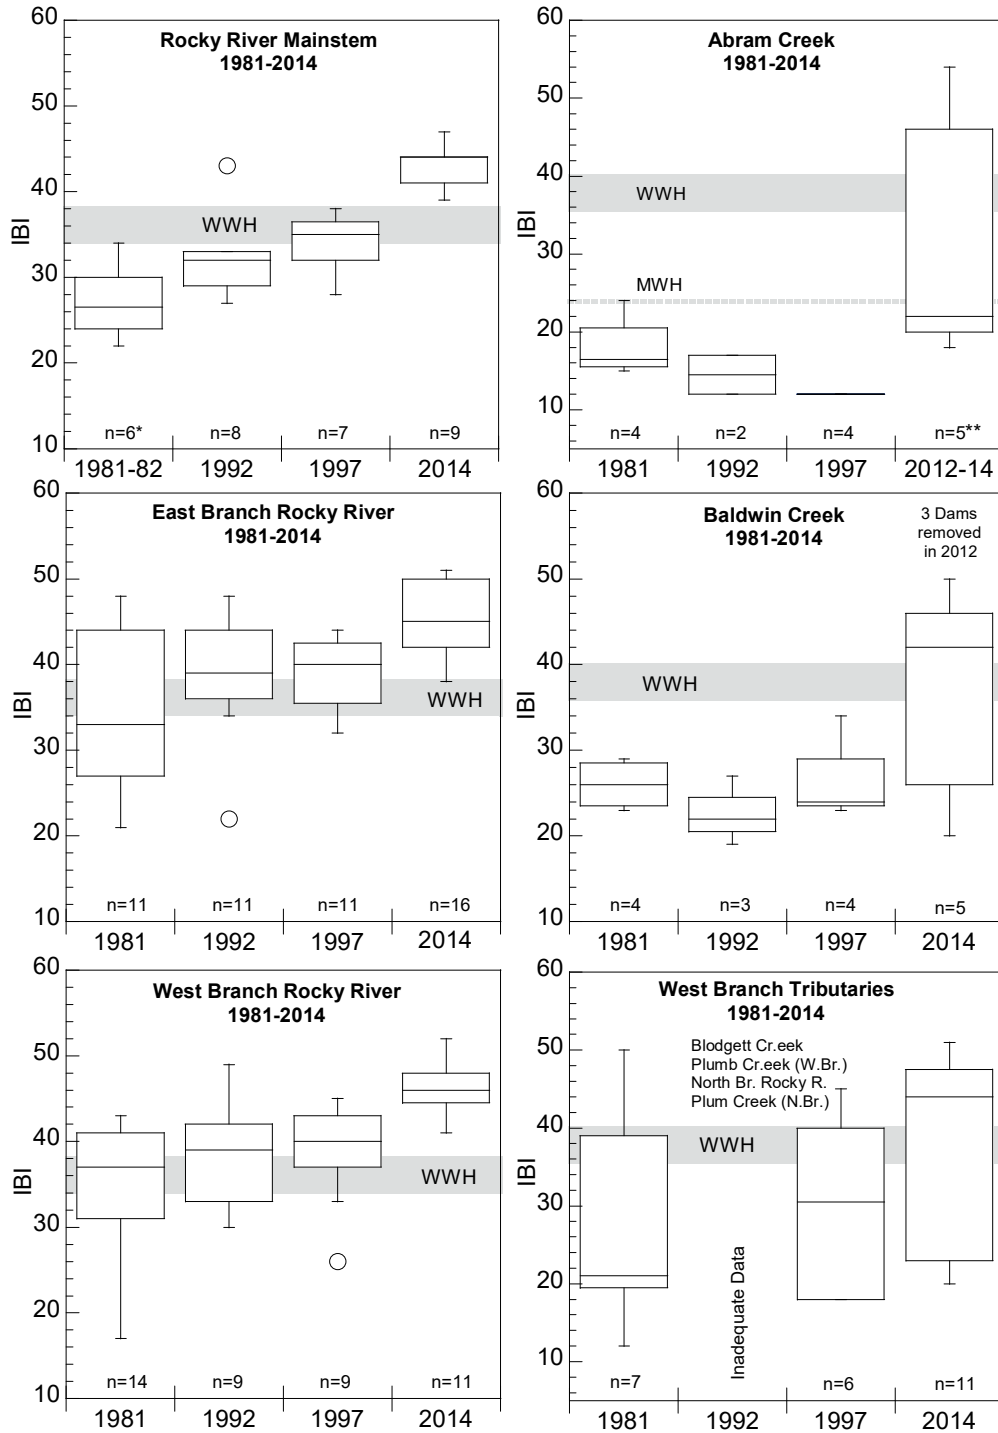 Rocky River Mainstem
1981-2014
60
50
40
30
20
10
IBI
WWH
n=6*
n=8
n=7
n=9
1981-82
1992
1997
2014
Abram Creek
1981-2014
60
50
40
30
20
10
IBI
WWH
MWH
n=4
n=2
n=4
n=5**
1981
1992
1997
2012-14
East Branch Rocky River
1981-2014
60
50
40
30
20
10
IBI
WWH
n=11
n=11
n=11
n=16
1981
1992
1997
2014
Baldwin Creek
1981-2014
3 Dams
removed
in 2012
60
50
40
30
20
10
IBI
WWH
n=4
n=3
n=4
n=5
1981
1992
1997
2014
West Branch Rocky River
1981-2014
60
50
40
30
20
10
IBI
WWH
n=14
n=9
n=9
n=11
1981
1992
1997
2014
West Branch Tributaries
1981-2014
Blodgett Cr.eek
Plumb Cr.eek (W.Br.)
North Br. Rocky R.
Plum Creek (N.Br.)
60
50
40
30
20
10
IBI
WWH
Inadequate Data
n=7
n=6
n=11
1981
1992
1997
2014